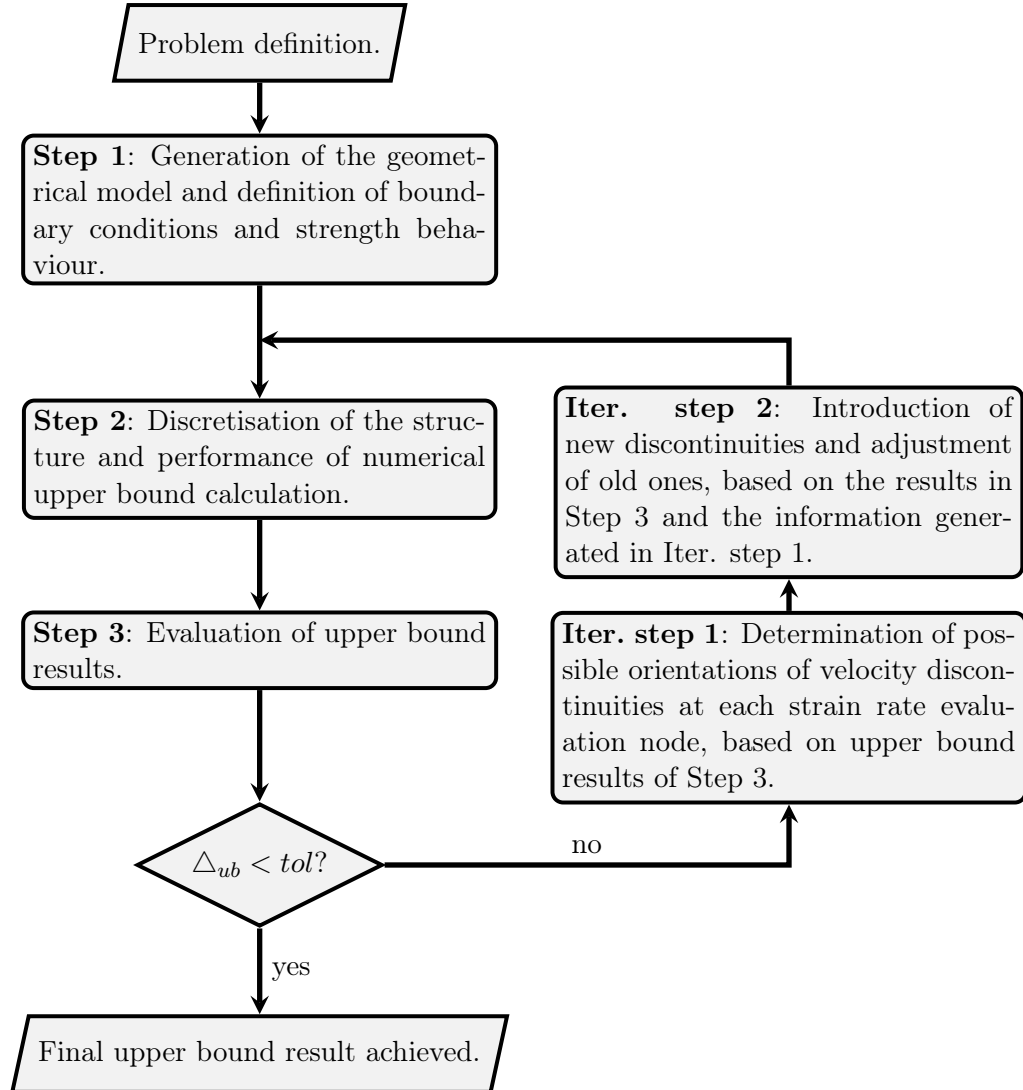 Problem definition.
Step 1: Generation of the geomet-
rical model and definition of bound-
ary conditions and strength beha-
viour.
Step 2: Discretisation of the struc-
ture and performance of numerical
upper bound calculation.
Step 3: Evaluation of upper bound
results.
△ub < tol?
no
yes
Iter. step 1: Determination of pos-
sible orientations of velocity discon-
tinuities at each strain rate evalu-
ation node, based on upper bound
results of Step 3.
Iter. step 2: Introduction of
new discontinuities and adjustment
of old ones, based on the results in
Step 3 and the information gener-
ated in Iter. step 1.
Final upper bound result achieved.